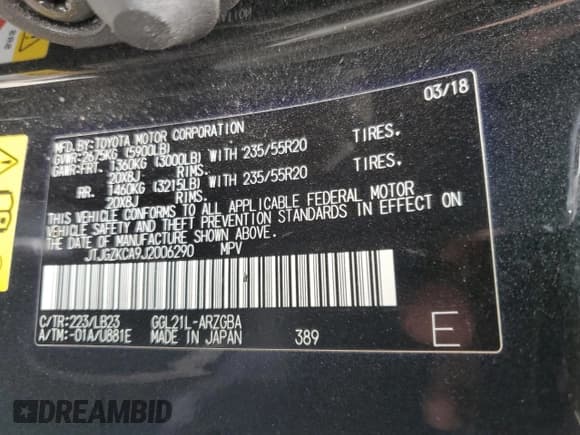 03/18
MFD.BY:TOYOTA MOTOR CORPORATION
GVWR:2675KG (5900LB)
GAWR:FRT. 1360KG (3000LB) WITH 235/55R20 TIRES,
20X8J RIMS.
RR. 1460KG (3215LB) WITH 235/55R20 TIRES,
20X8J RIMS.
THIS VEHICLE CONFORMS TO ALL APPLICABLE FEDERAL MOTOR
VEHICLE SAFETY AND THEFT PREVENTION STANDARDS IN EFFECT ON
THE DATE OF MANUFACTURE SHOWN ABOVE.
JTJGZKCA9J2006290 MPV
C/TR:223/LB23 GGL21L-ARZGBA
A/TM:-01A/U881E MADE IN JAPAN 389 E
DREAMBID